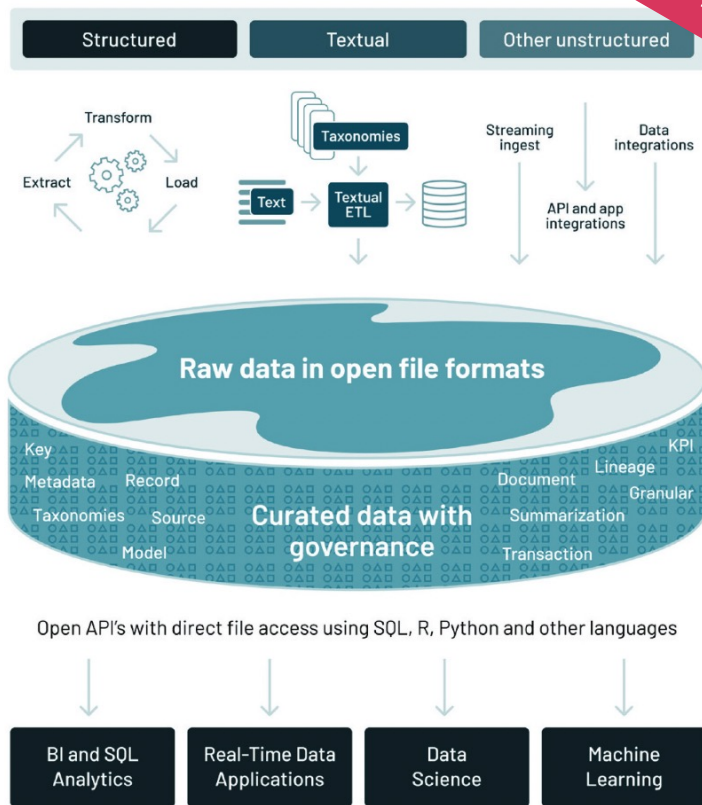 Structured
Textual
Other unstructured
Transform
Extract
Load
Taxonomies
Text
Textual
ETL
Streaming
ingest
API and app
integrations
Data
integrations
Raw data in open file formats
Key
Metadata
Record
Taxonomies
Source
Model
Curated data with
governance
KPI
Lineage
Document
Granular
Summarization
Transaction
Open API's with direct file access using SQL, R, Python and other languages
BI and SQL
Analytics
Real-Time Data
Applications
Data
Science
Machine
Learning